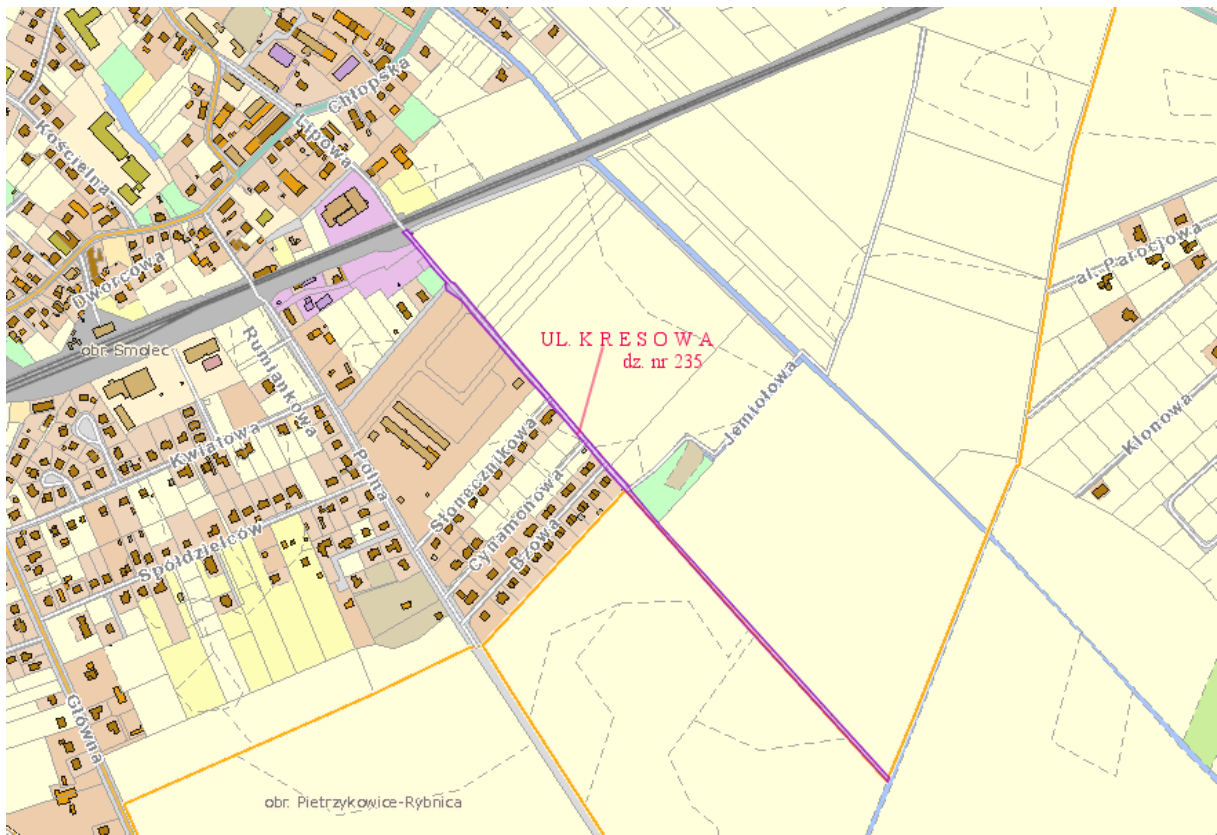 Chłopska
Lipowa
Kościelna
Dworcowa
al. Parocjowa
obr. Smolec
Rumiankowa
UL. K R E S O W A
dz. nr 235
Jemiołowa
Klonowa
Kwiatowa
Polna
Słonecznikowa
Cynamonowa
Bzowa
Spółdzielców
Główna
obr. Pietrzykowice-Rybnica